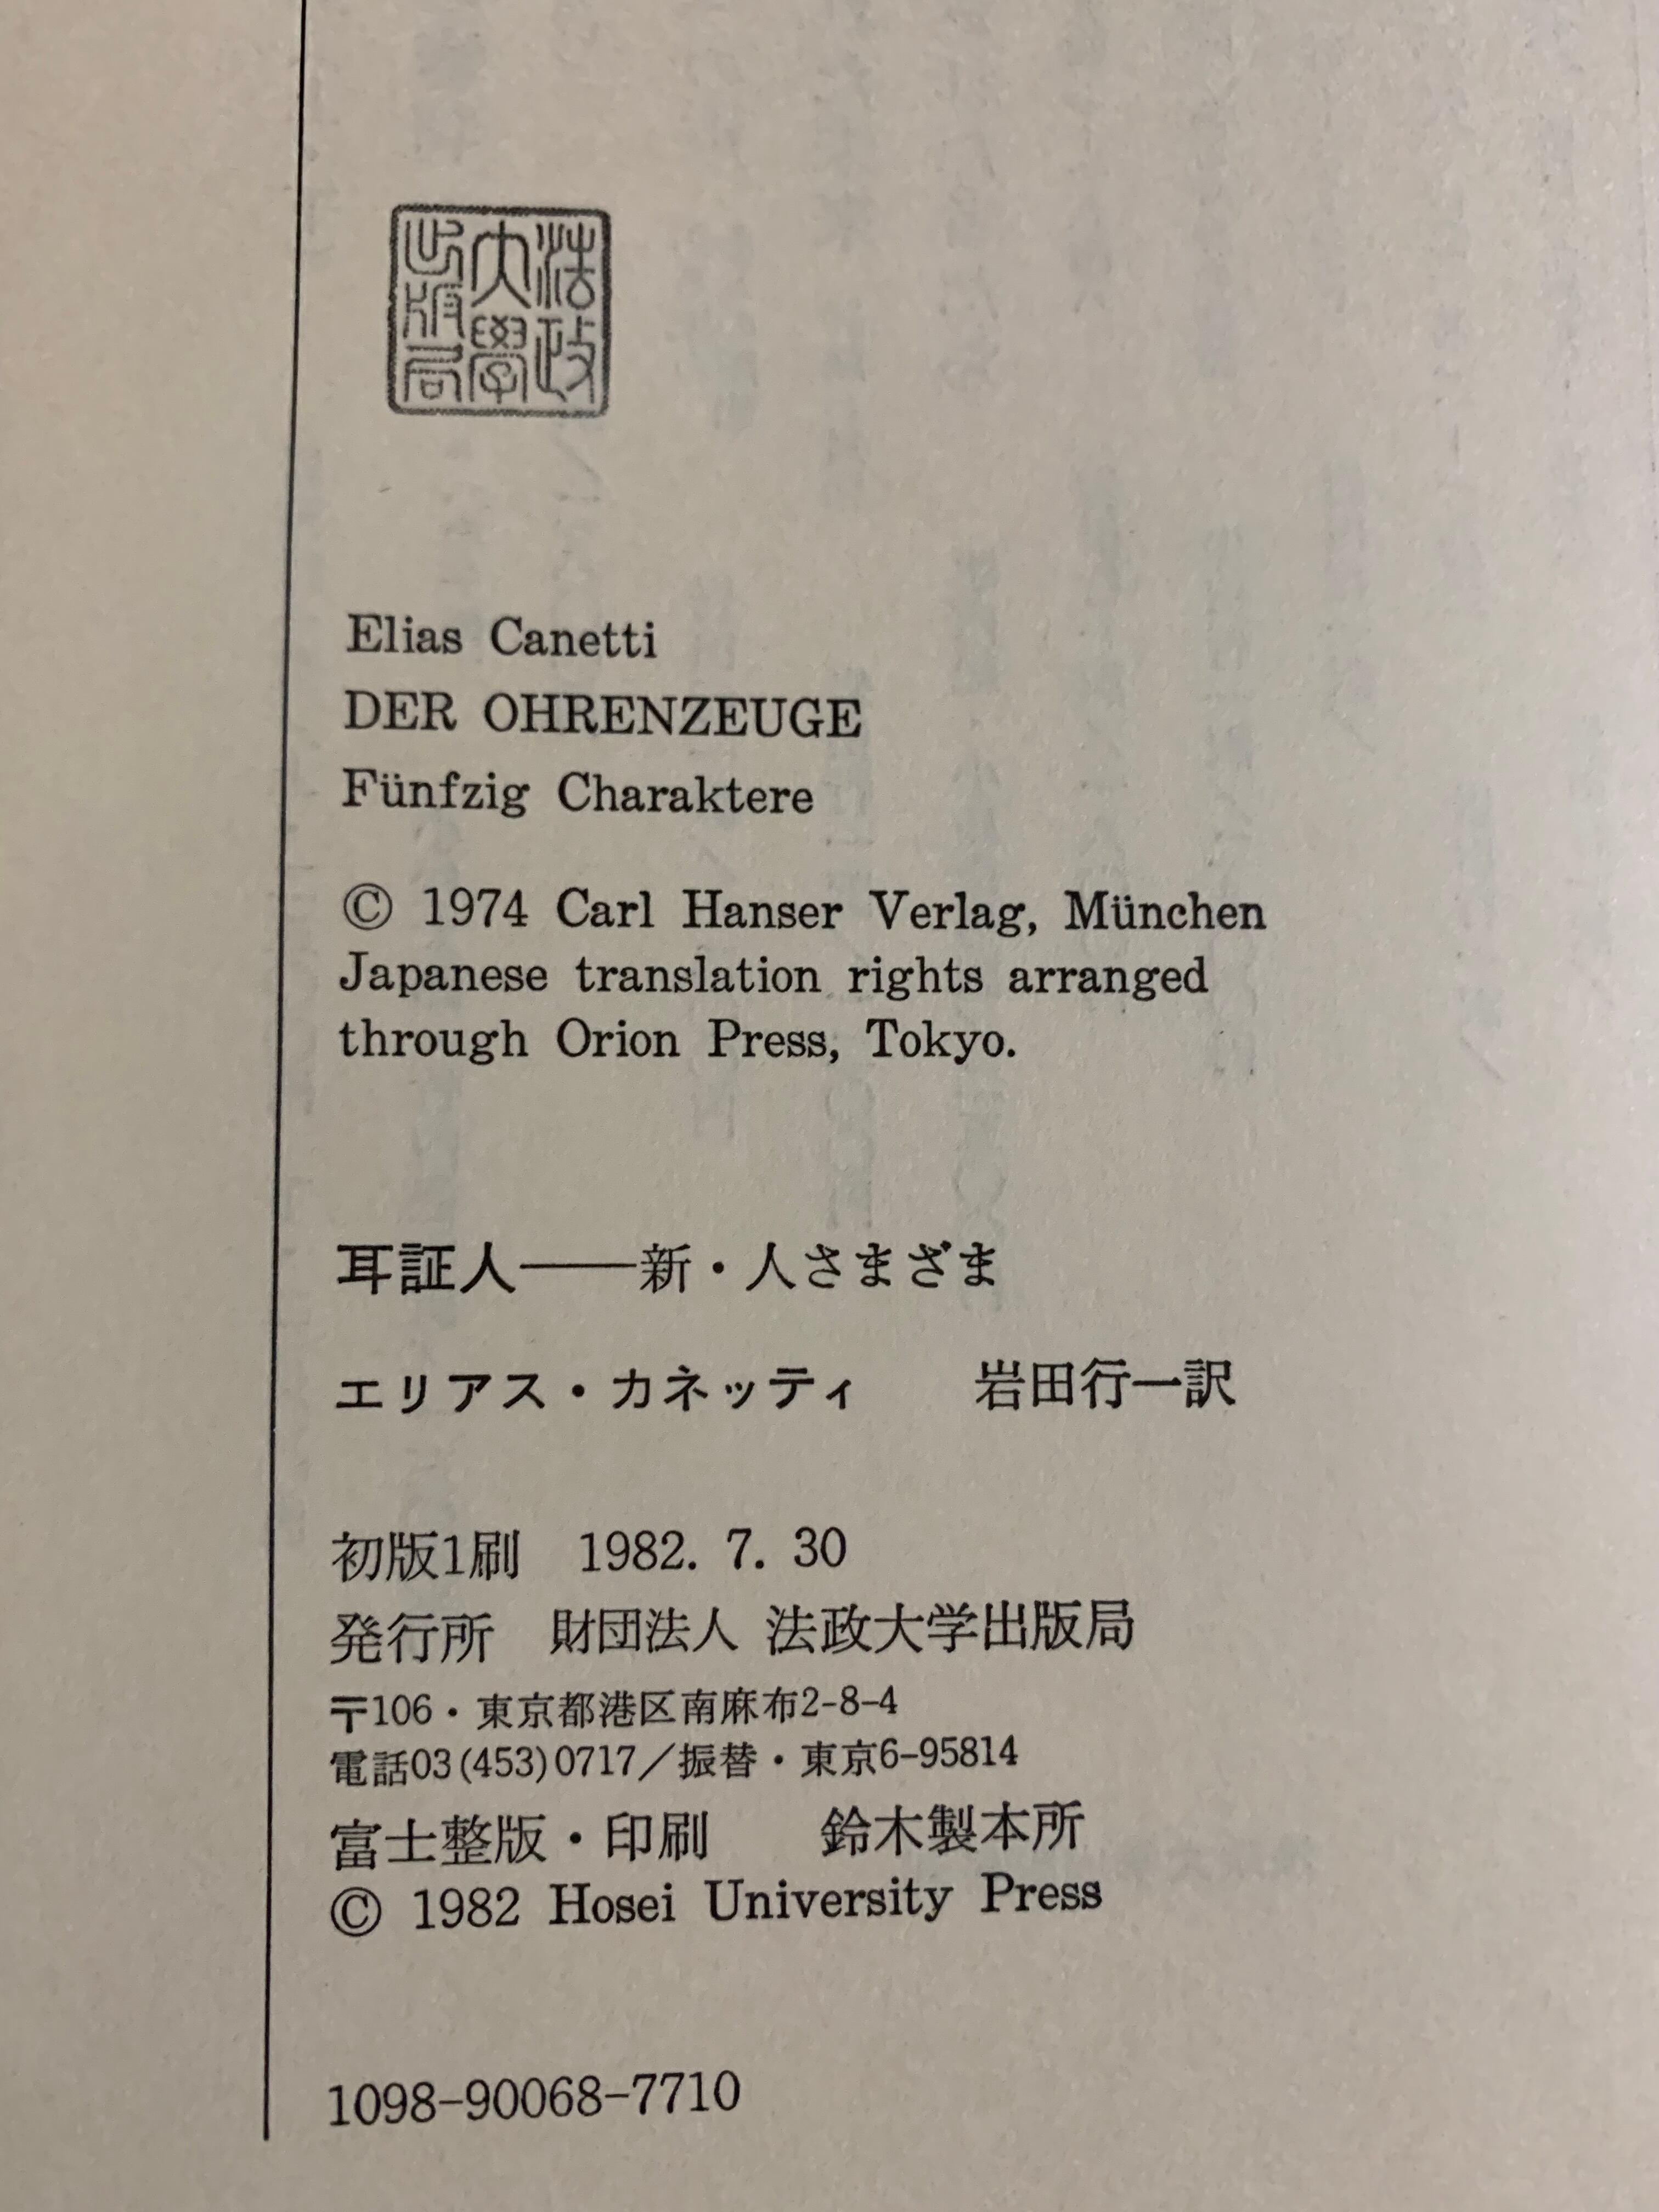 法政
大學
出版局
Elias Canetti
DER OHRENZEUGE
Fünfzig Charaktere
© 1974 Carl Hanser Verlag, München
Japanese translation rights arranged
through Orion Press, Tokyo.
耳証人――新・人さまざま
エリアス・カネッティ　　岩田行一訳
初版1刷　1982. 7. 30
発行所　財団法人 法政大学出版局
〒106・東京都港区南麻布2-8-4
電話03(453)0717／振替・東京6-95814
富士整版・印刷　　鈴木製本所
© 1982 Hosei University Press
1098-90068-7710